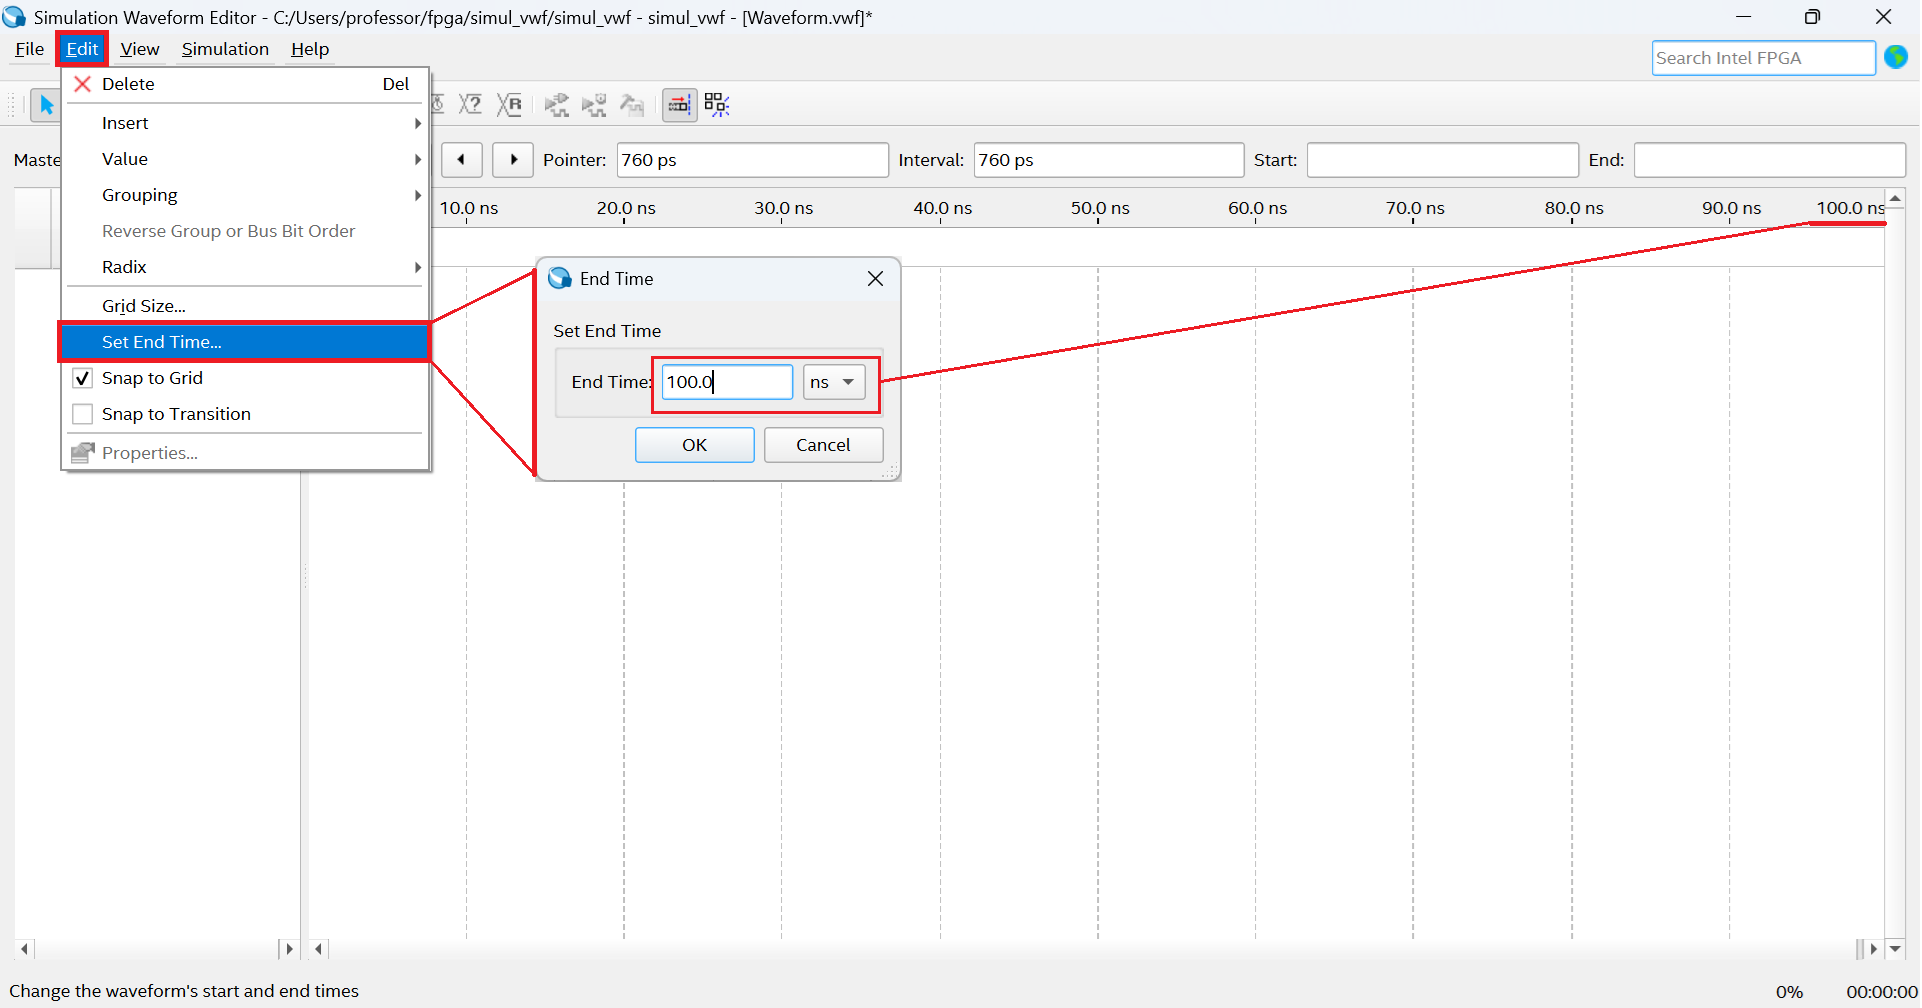 Simulation Waveform Editor - C:/Users/professor/fpga/simul_vwf/simul_vwf - simul_vwf - [Waveform.vwf]*
File Edit View Simulation Help
Search Intel FPGA
Delete Del
Insert
Value
Grouping
Reverse Group or Bus Bit Order
Radix
Grid Size...
Set End Time...
Snap to Grid
Snap to Transition
Properties...
Maste
Pointer: 760 ps Interval: 760 ps Start: End:
10.0 ns 20.0 ns 30.0 ns 40.0 ns 50.0 ns 60.0 ns 70.0 ns 80.0 ns 90.0 ns 100.0 ns
End Time
Set End Time
End Time: 100.0 ns
OK Cancel
Change the waveform's start and end times 0% 00:00:00